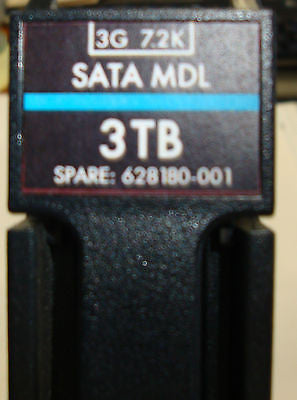 3G 7.2K
SATA MDL
3TB
SPARE: 628180-001